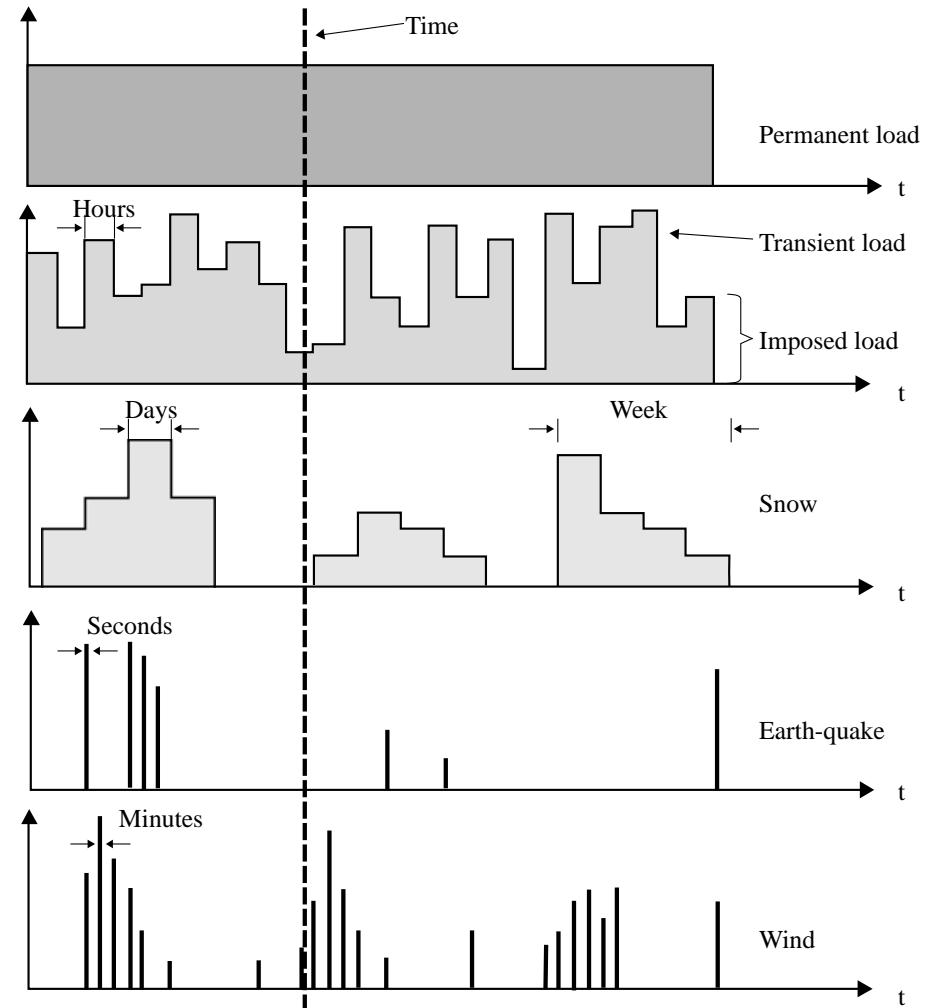 Time
Permanent load
t
Hours
Transient load
Imposed load
t
Days
Week
Snow
t
Seconds
Earth-quake
t
Minutes
Wind
t